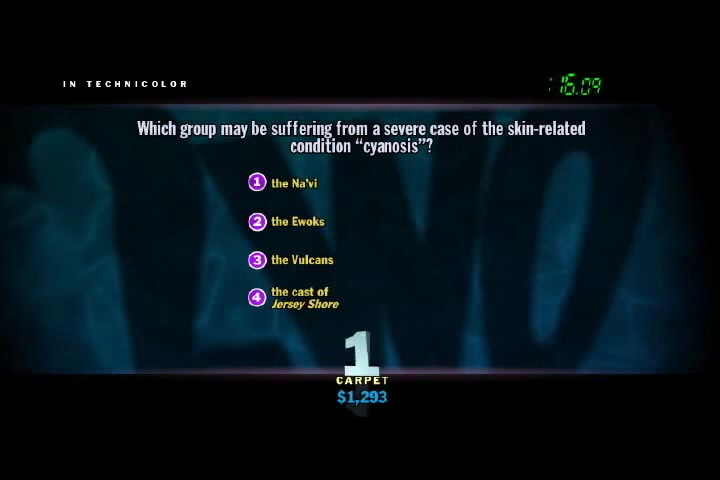 IN TECHNICOLOR
:16.09
Which group may be suffering from a severe case of the skin-related
condition “cyanosis”?
1 the Na'vi
2 the Ewoks
3 the Vulcans
4 the cast of
Jersey Shore
1
CARPET
$1,293